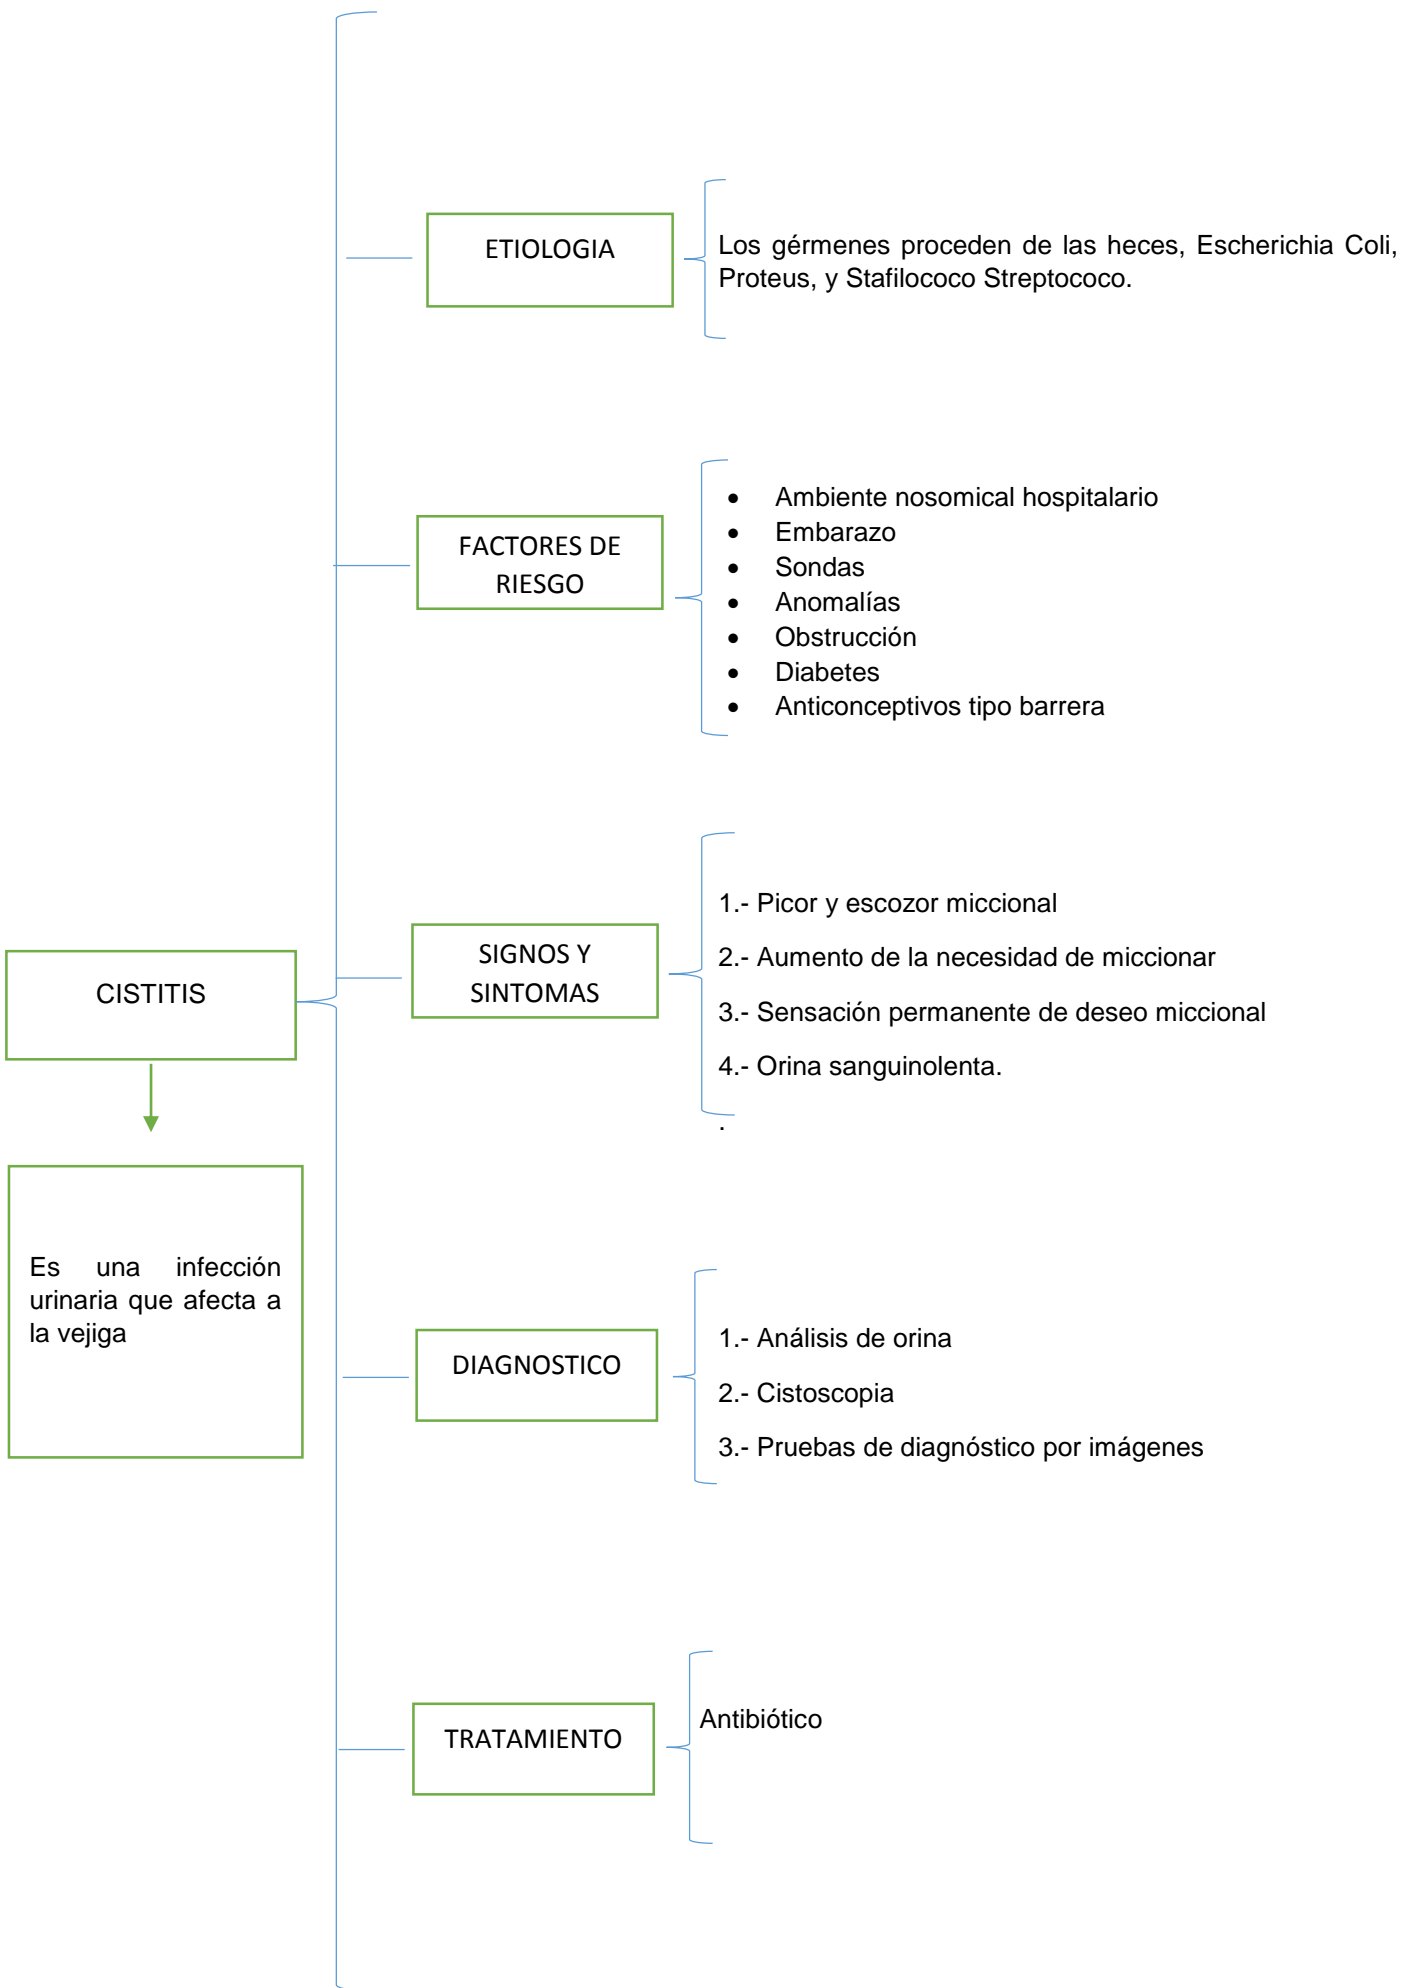 CISTITIS
Es una infección
urinaria que afecta a
la vejiga
ETIOLOGIA
Los gérmenes proceden de las heces, Escherichia Coli,
Proteus, y Stafilococo Streptococo.
FACTORES DE
RIESGO
• Ambiente nosomical hospitalario
• Embarazo
• Sondas
• Anomalías
• Obstrucción
• Diabetes
• Anticonceptivos tipo barrera
SIGNOS Y
SINTOMAS
1.- Picor y escozor miccional
2.- Aumento de la necesidad de miccionar
3.- Sensación permanente de deseo miccional
4.- Orina sanguinolenta.
.
DIAGNOSTICO
1.- Análisis de orina
2.- Cistoscopia
3.- Pruebas de diagnóstico por imágenes
TRATAMIENTO
Antibiótico